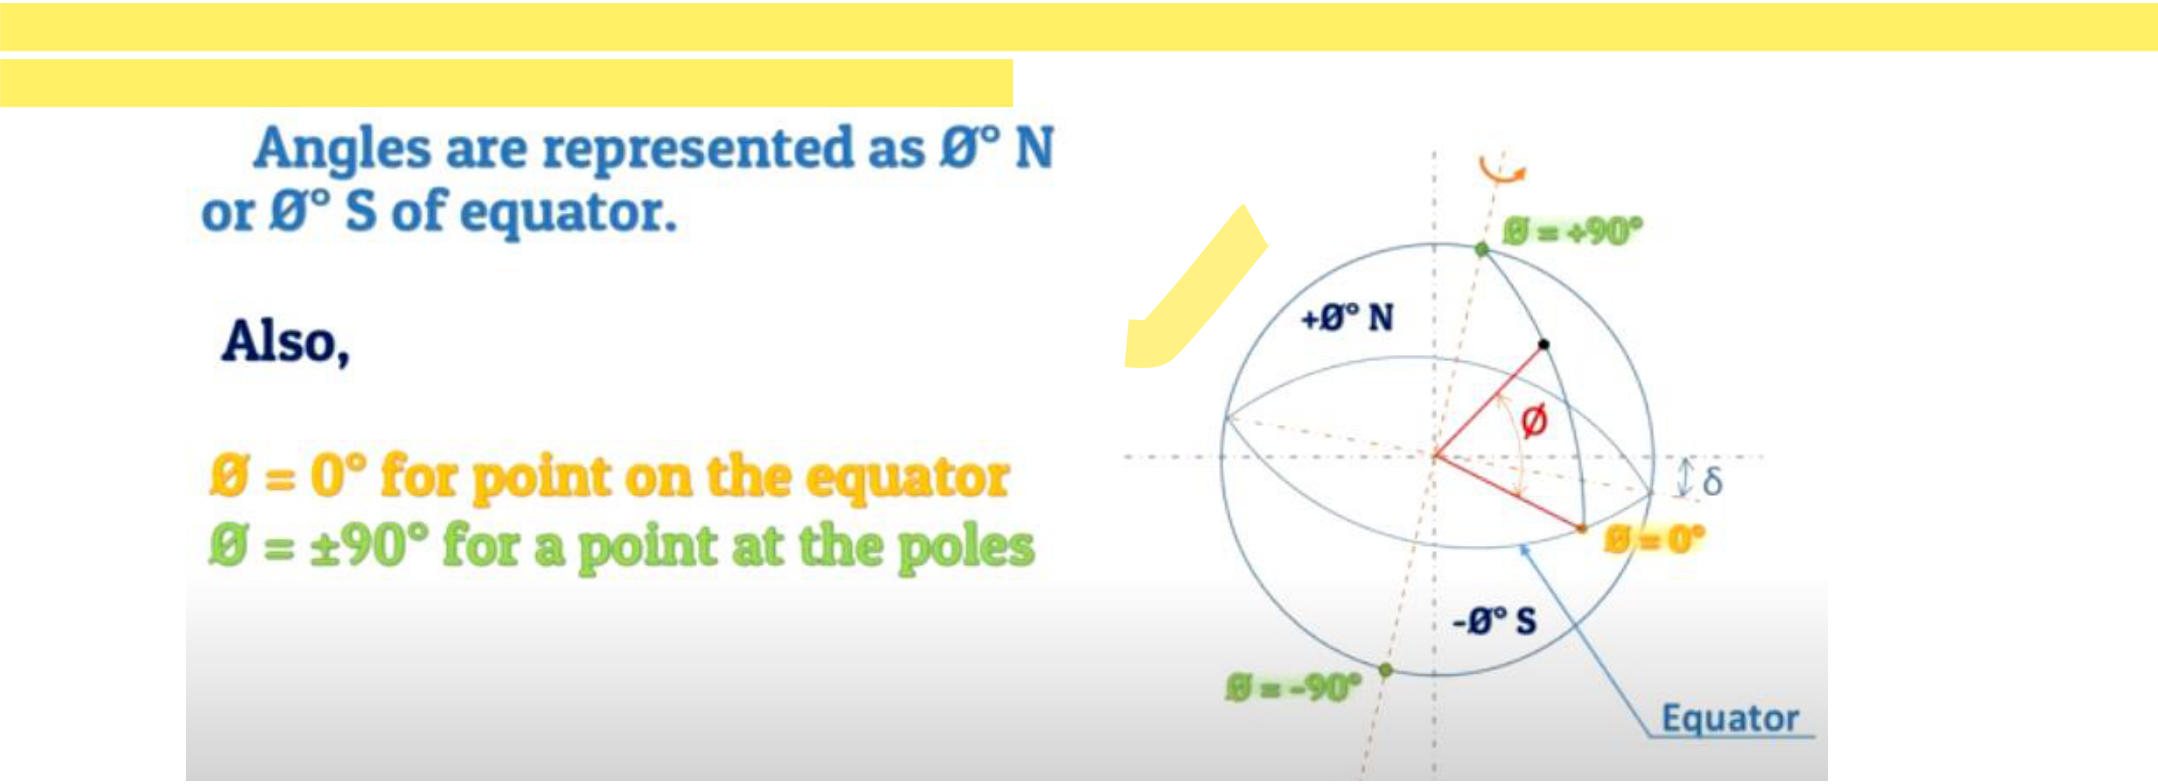 Angles are represented as Ø° N
or Ø° S of equator.
Also,
Ø = 0° for point on the equator
Ø = ±90° for a point at the poles
Ø = +90°
+Ø° N
Ø
δ
Ø = 0°
-Ø° S
Ø = -90°
Equator